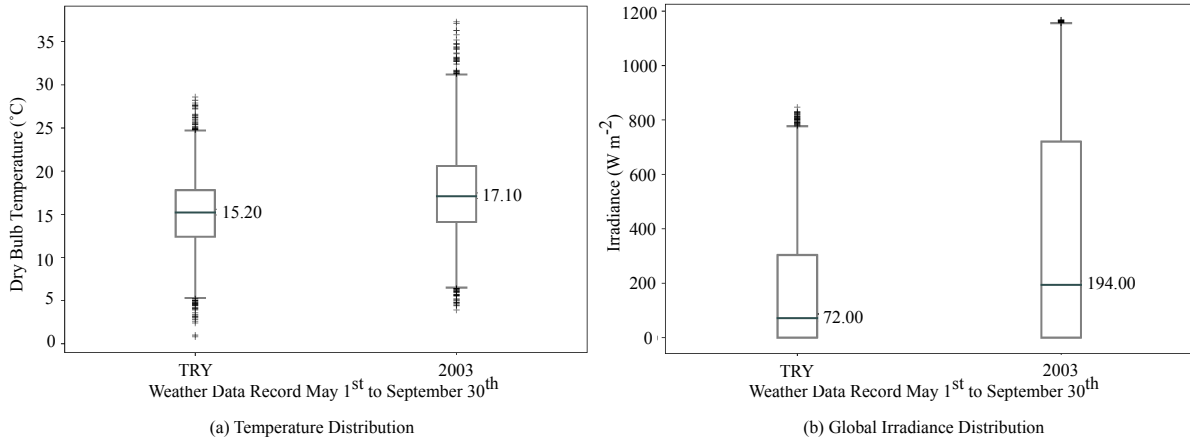 35
30
25
20
15
10
5
0
Dry Bulb Temperature (˚C)
15.20
17.10
TRY
2003
Weather Data Record May 1st to September 30th
(a) Temperature Distribution
1200
1000
800
600
400
200
0
Irradiance (W m-2)
72.00
194.00
TRY
2003
Weather Data Record May 1st to September 30th
(b) Global Irradiance Distribution